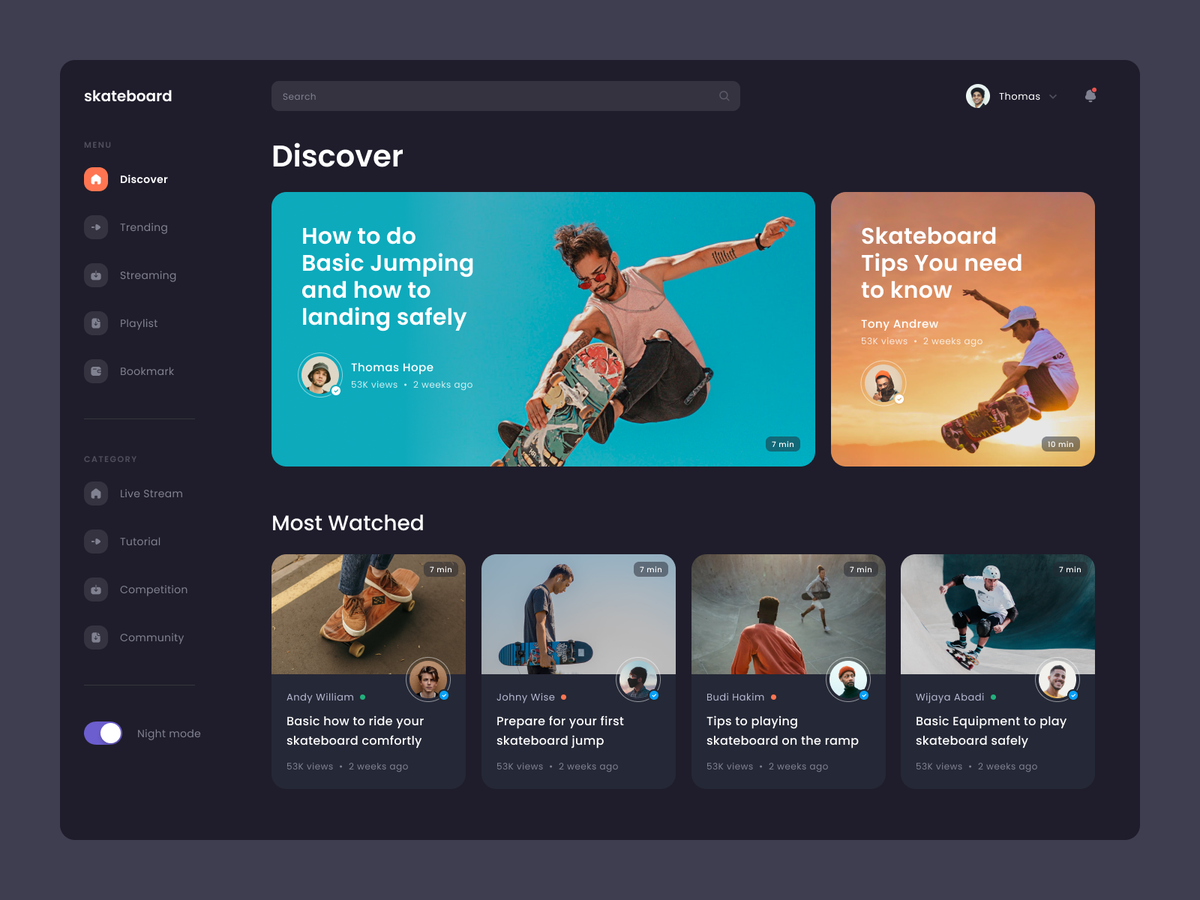 skateboard
Search
Thomas
MENU
Discover
Trending
Streaming
Playlist
Bookmark
CATEGORY
Live Stream
Tutorial
Competition
Community
Night mode
Discover
How to do
Basic Jumping
and how to
landing safely
Thomas Hope
53K views • 2 weeks ago
7 min
Skateboard
Tips You need
to know
Tony Andrew
53K views • 2 weeks ago
10 min
Most Watched
7 min
Andy William
Basic how to ride your
skateboard comfortly
53K views • 2 weeks ago
7 min
Johny Wise
Prepare for your first
skateboard jump
53K views • 2 weeks ago
7 min
Budi Hakim
Tips to playing
skateboard on the ramp
53K views • 2 weeks ago
7 min
Wijaya Abadi
Basic Equipment to play
skateboard safely
53K views • 2 weeks ago